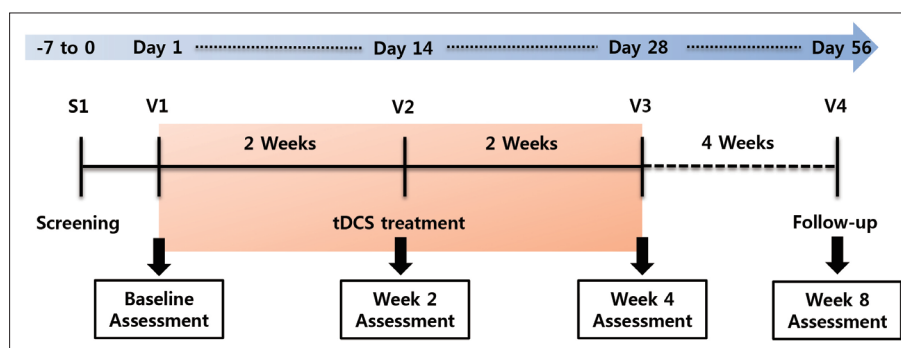 -7 to 0 Day 1 Day 14 Day 28 Day 56
S1 V1 V2 V3 V4
2 Weeks 2 Weeks 4 Weeks
Screening tDCS treatment Follow-up
Baseline
Assessment
Week 2
Assessment
Week 4
Assessment
Week 8
Assessment